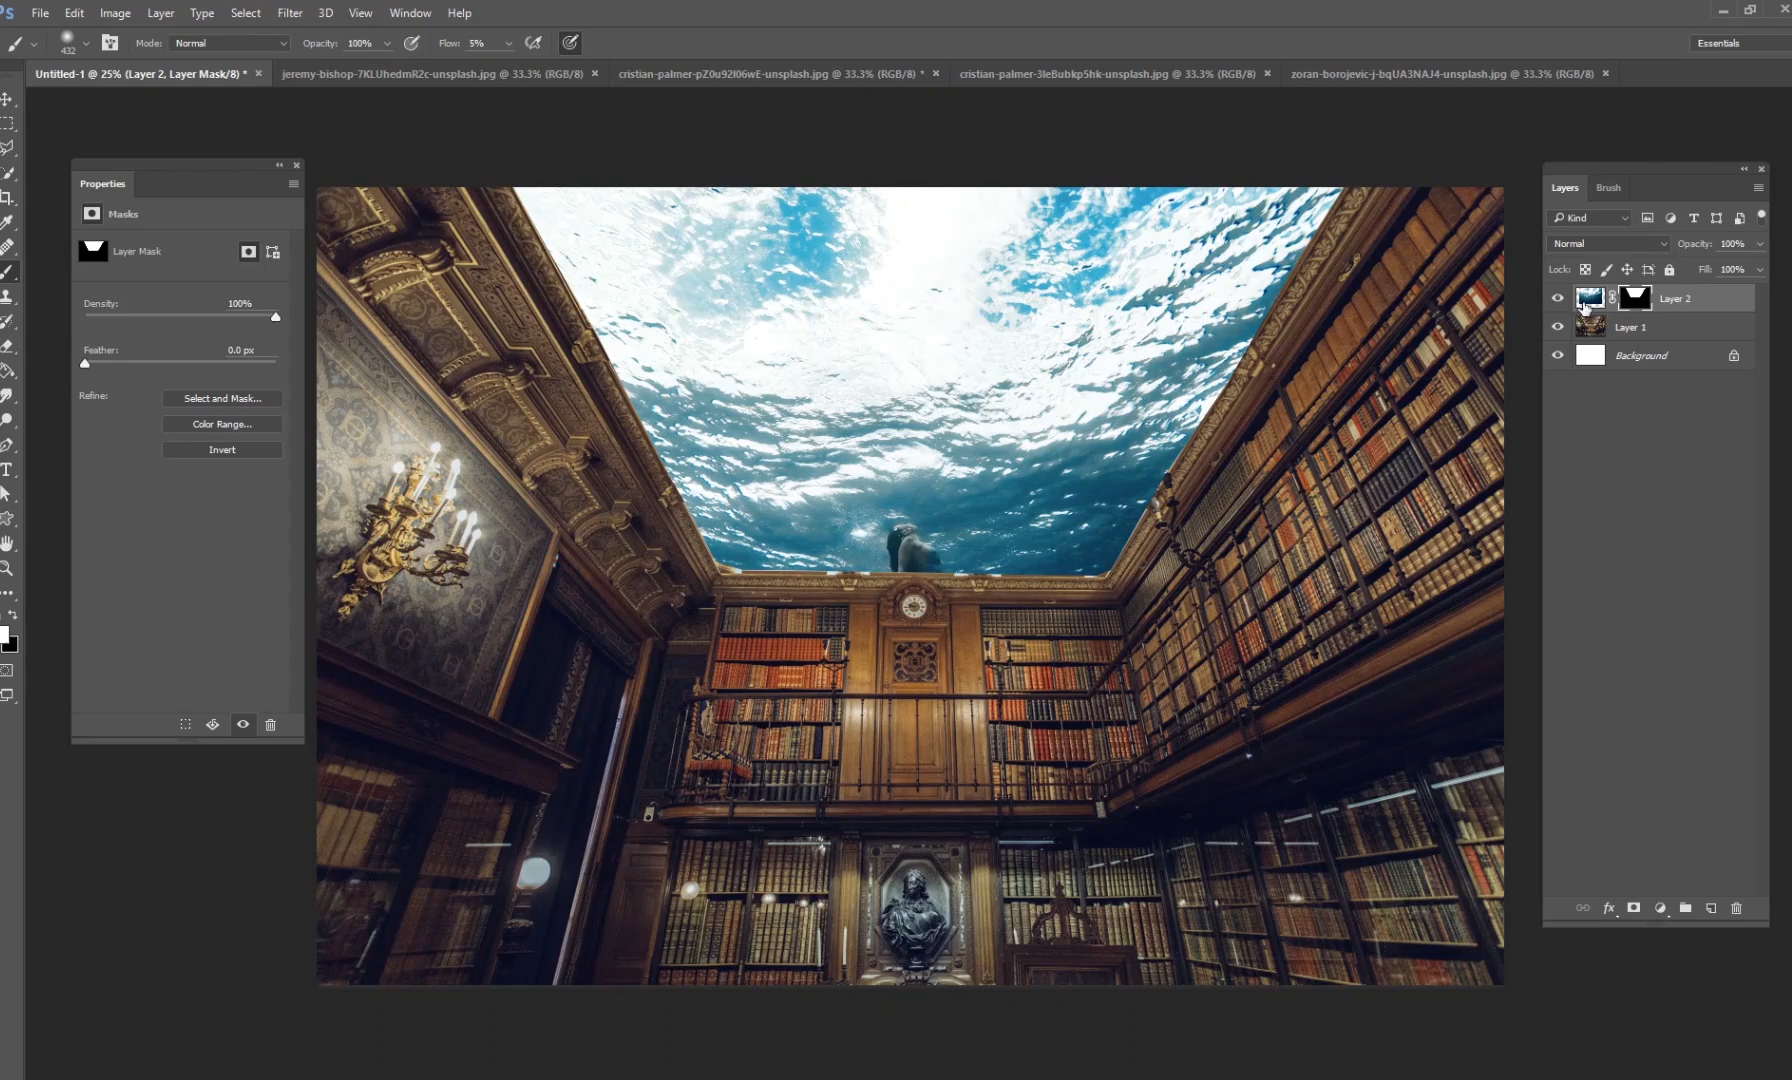 Ps File Edit Image Layer Type Select Filter 3D View Window Help
432 Mode: Normal Opacity: 100% Flow: 5% Essentials
Untitled-1 @ 25% (Layer 2, Layer Mask/8) * jeremy-bishop-7KLUhedmR2c-unsplash.jpg @ 33.3% (RGB/8) cristian-palmer-pZ0u92l06wE-unsplash.jpg @ 33.3% (RGB/8) * cristian-palmer-3leBubkp5hk-unsplash.jpg @ 33.3% (RGB/8) zoran-borojevic-j-bqUA3NAJ4-unsplash.jpg @ 33.3% (RGB/8)
Properties
Masks
Layer Mask
Density: 100%
Feather: 0.0 px
Refine: Select and Mask...
Color Range...
Invert
Layers Brush
Kind
Normal Opacity: 100%
Lock: Fill: 100%
Layer 2
Layer 1
Background